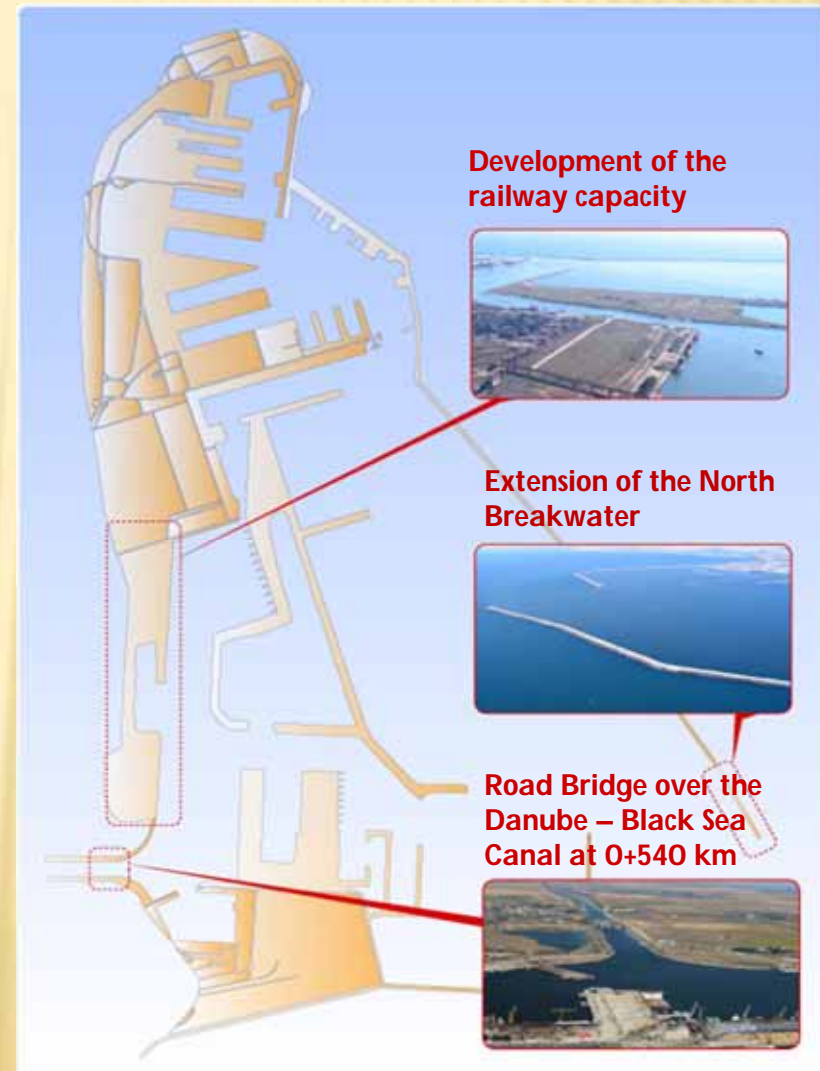 Development of the
railway capacity
Extension of the North
Breakwater
Road Bridge over the
Danube – Black Sea
Canal at 0+540 km